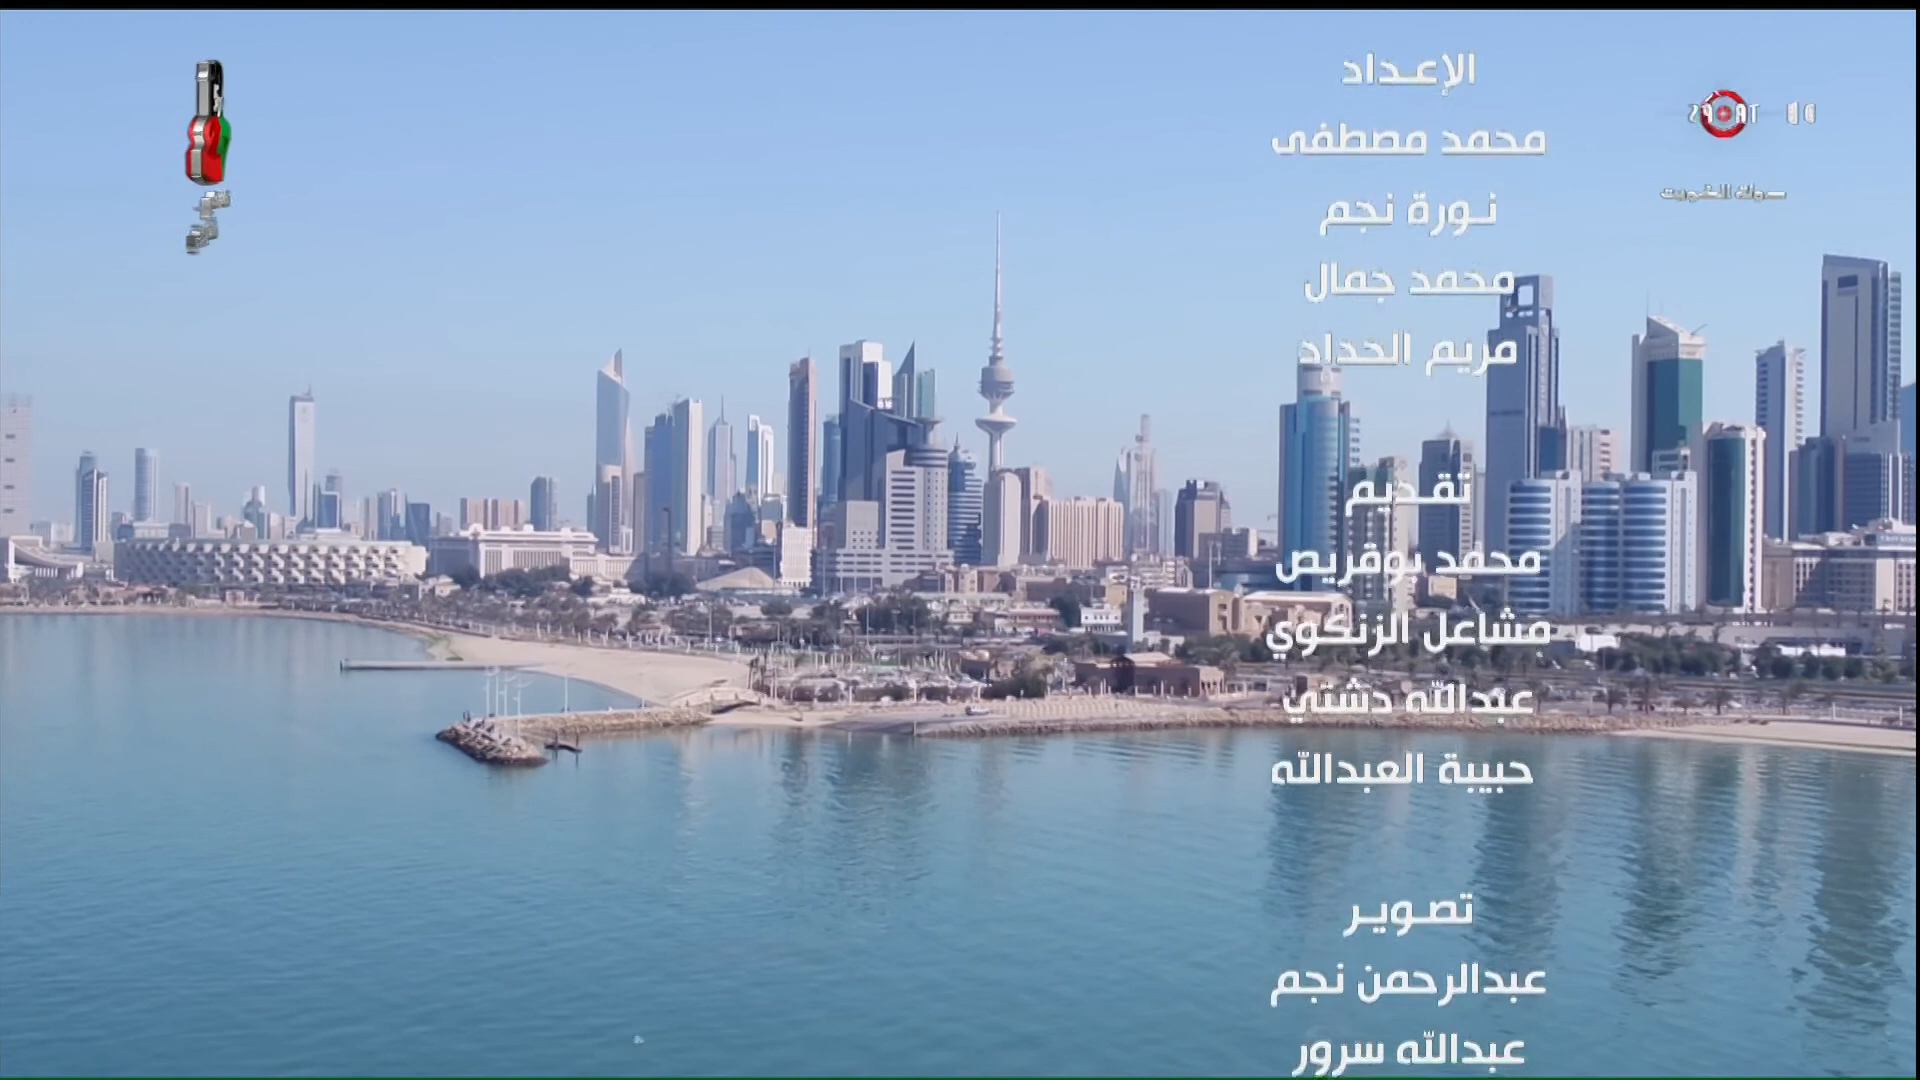 الإعداد
محمد مصطفى
نورة نجم
محمد جمال
مريم الحداد
تقديم
محمد بوقريص
مشاعل الزنكوي
عبدالله دشتي
حبيبة العبدالله
تصوير
عبدالرحمن نجم
عبدالله سرور